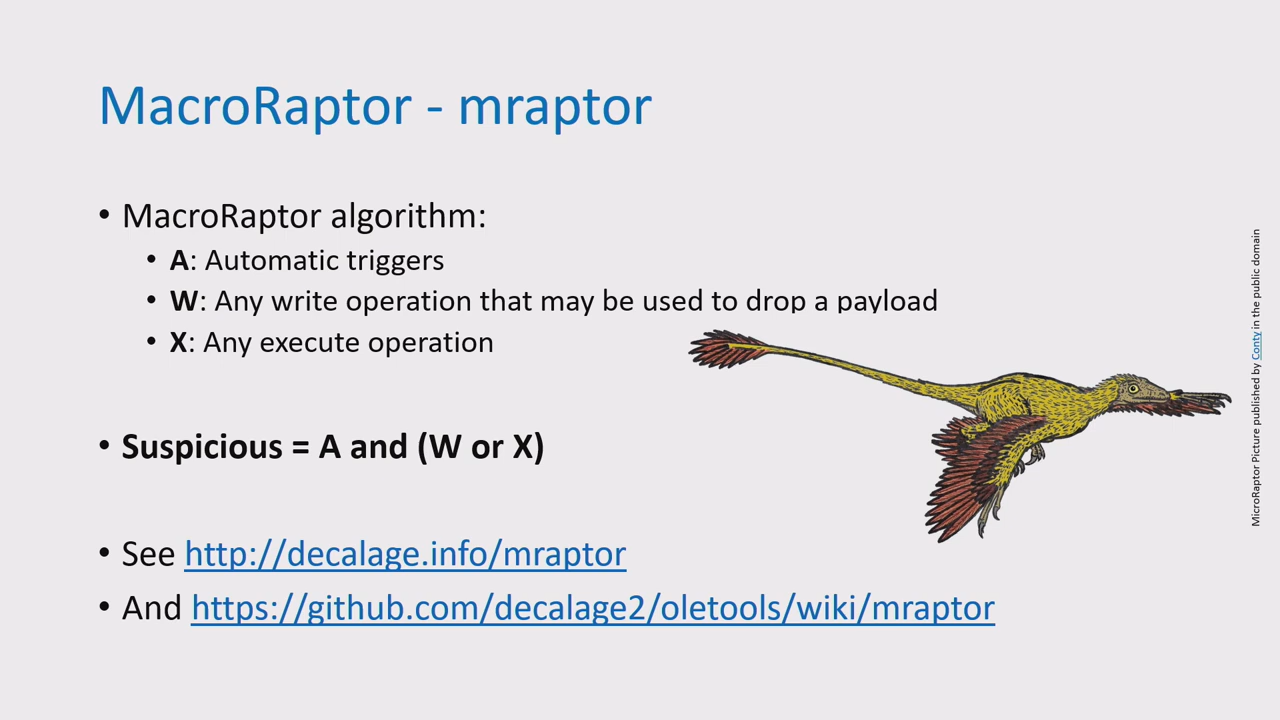 MacroRaptor - mraptor
• MacroRaptor algorithm:
• A: Automatic triggers
• W: Any write operation that may be used to drop a payload
• X: Any execute operation
• Suspicious = A and (W or X)
• See http://decalage.info/mraptor
• And https://github.com/decalage2/oletools/wiki/mraptor
MicroRaptor Picture published by Conty in the public domain